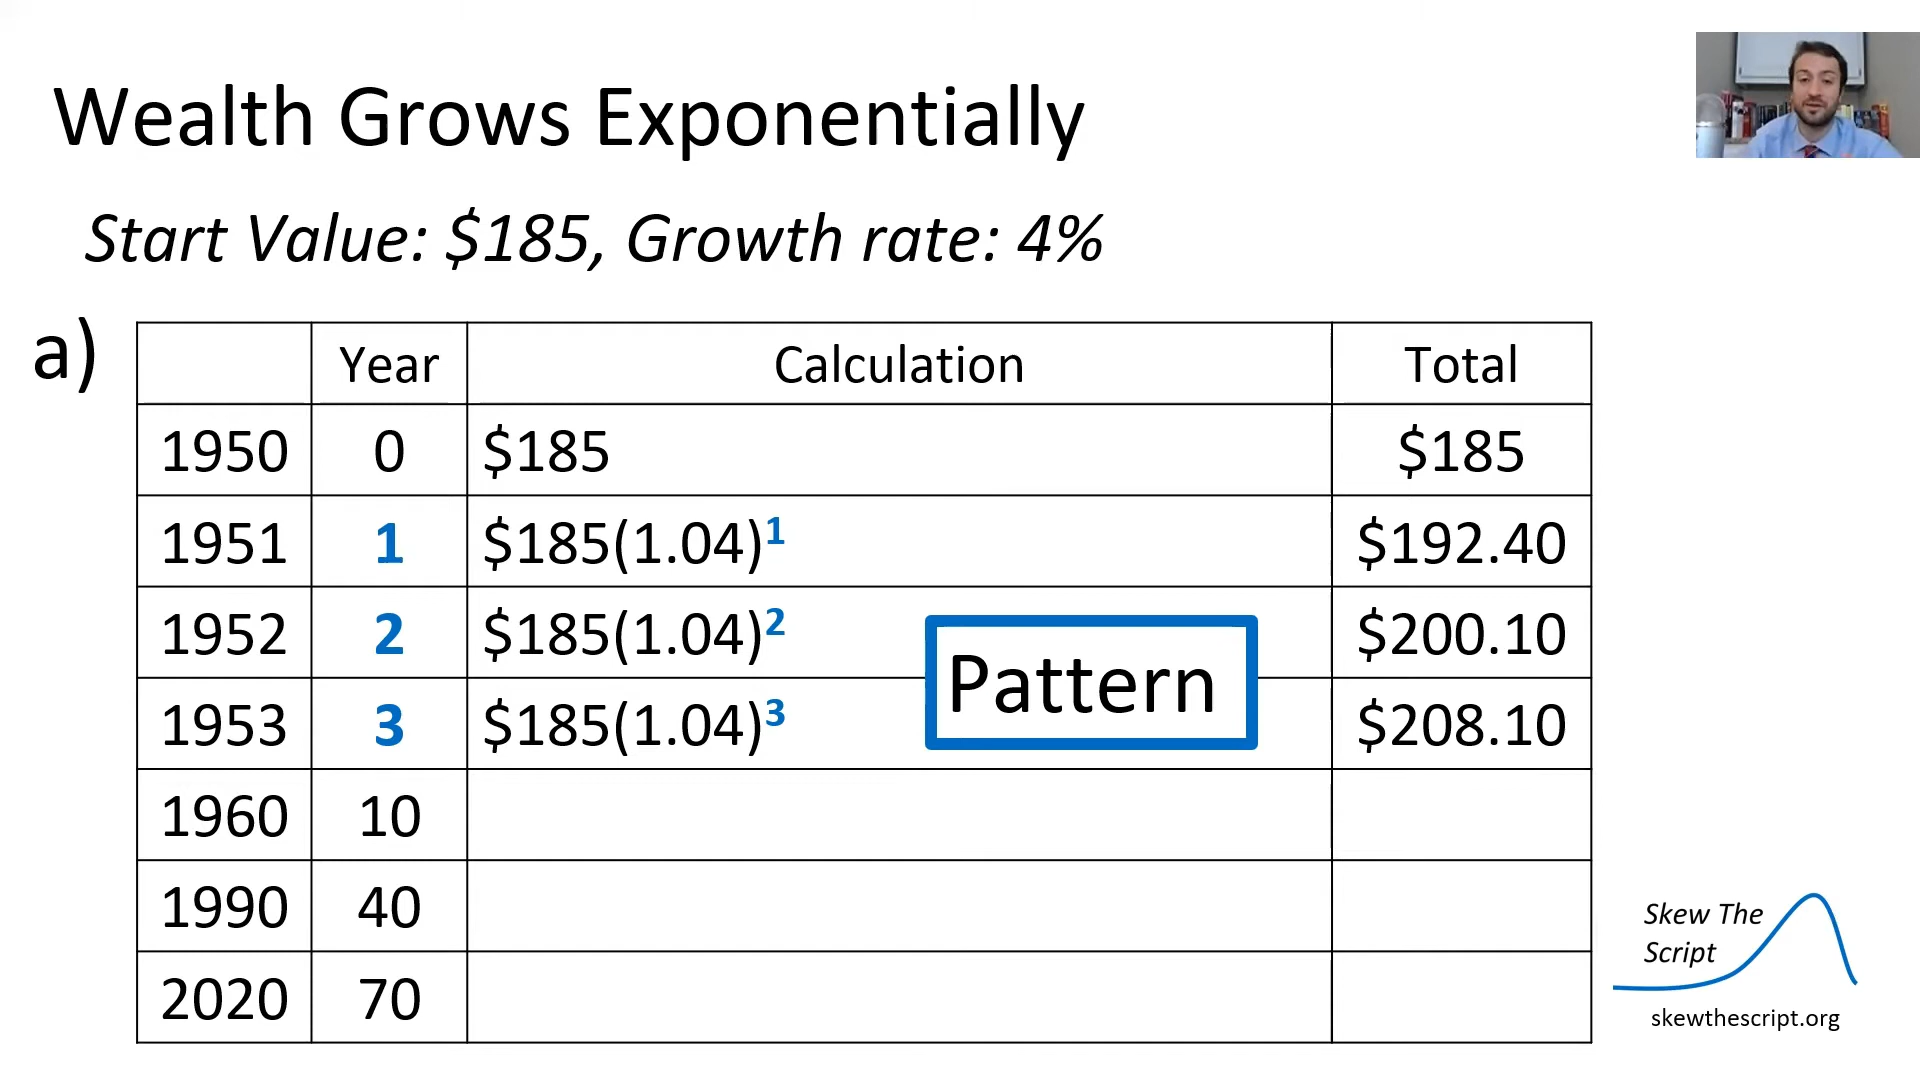 Wealth Grows Exponentially
Start Value: $185, Growth rate: 4%
a)
Year Calculation Total
1950 0 $185 $185
1951 1 $185(1.04)¹ $192.40
1952 2 $185(1.04)² $200.10
Pattern
1953 3 $185(1.04)³ $208.10
1960 10
1990 40
2020 70
Skew The
Script
skewthescript.org